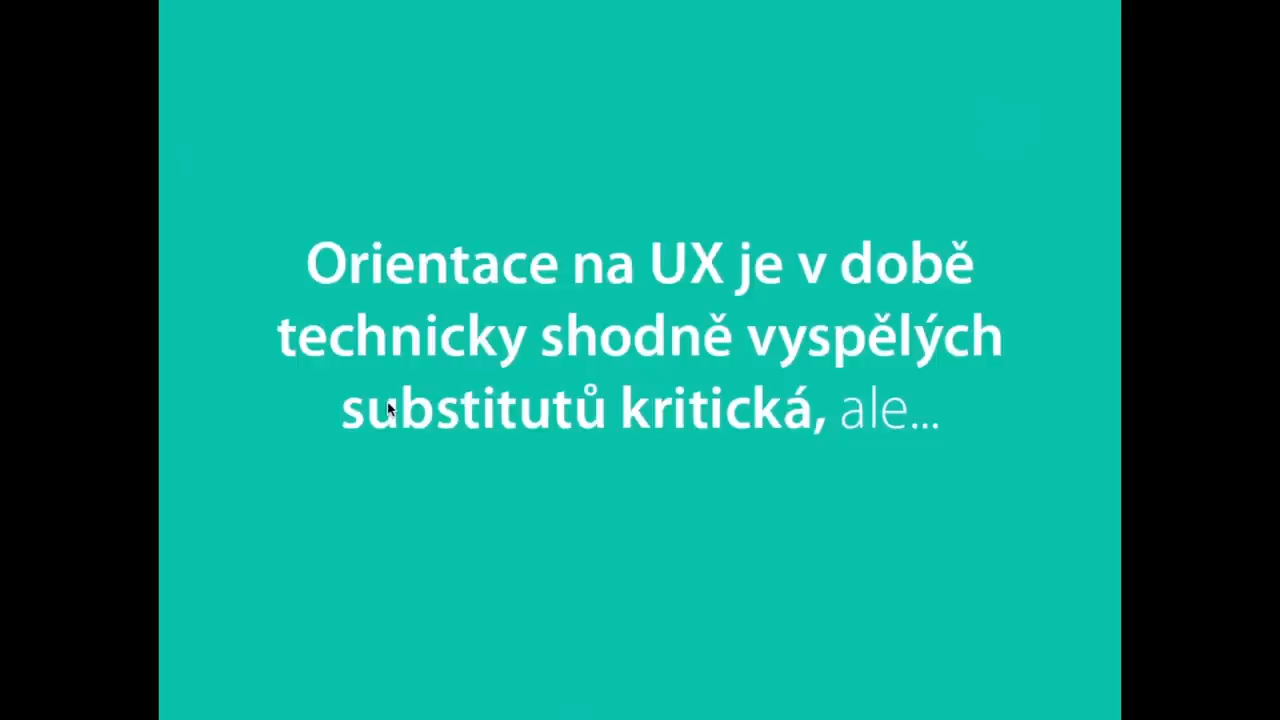 Orientace na UX je v době
technicky shodně vyspělých
substitutů kritická, ale...